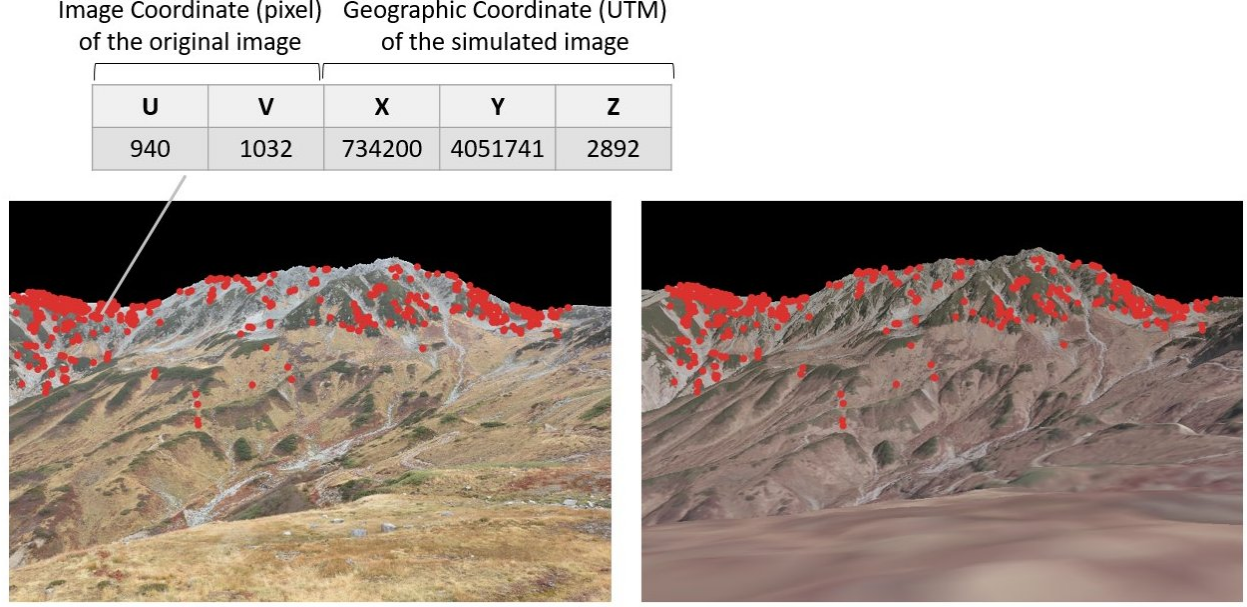 Image Coordinate (pixel)
of the original image
Geographic Coordinate (UTM)
of the simulated image
U V X Y Z
940 1032 734200 4051741 2892